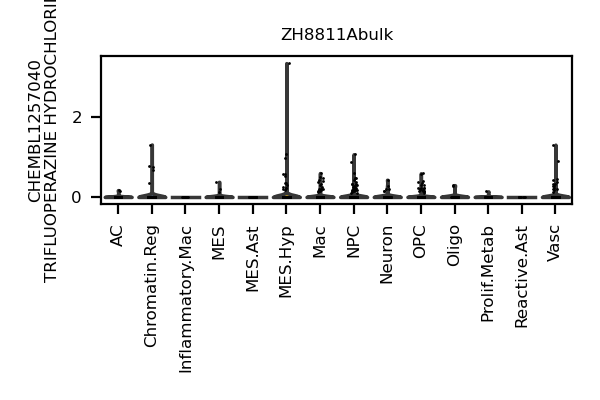 ZH8811Abulk
CHEMBL1257040
TRIFLUOPERAZINE HYDROCHLORI
2
0
AC
Chromatin.Reg
Inflammatory.Mac
MES
MES.Ast
MES.Hyp
Mac
NPC
Neuron
OPC
Oligo
Prolif.Metab
Reactive.Ast
Vasc